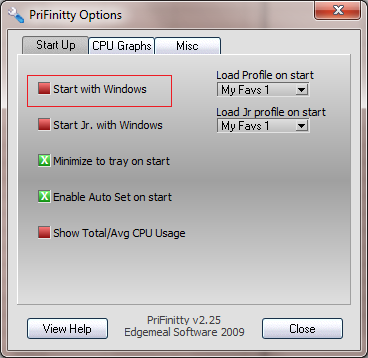 PriFinitty Options
Start Up
CPU Graphs
Misc
Start with Windows
Load Profile on start
My Favs 1
Start Jr. with Windows
Load Jr profile on start
My Favs 1
X Minimize to tray on start
X Enable Auto Set on start
Show Total/Avg CPU Usage
View Help
PriFinitty v2.25
Edgemeal Software 2009
Close